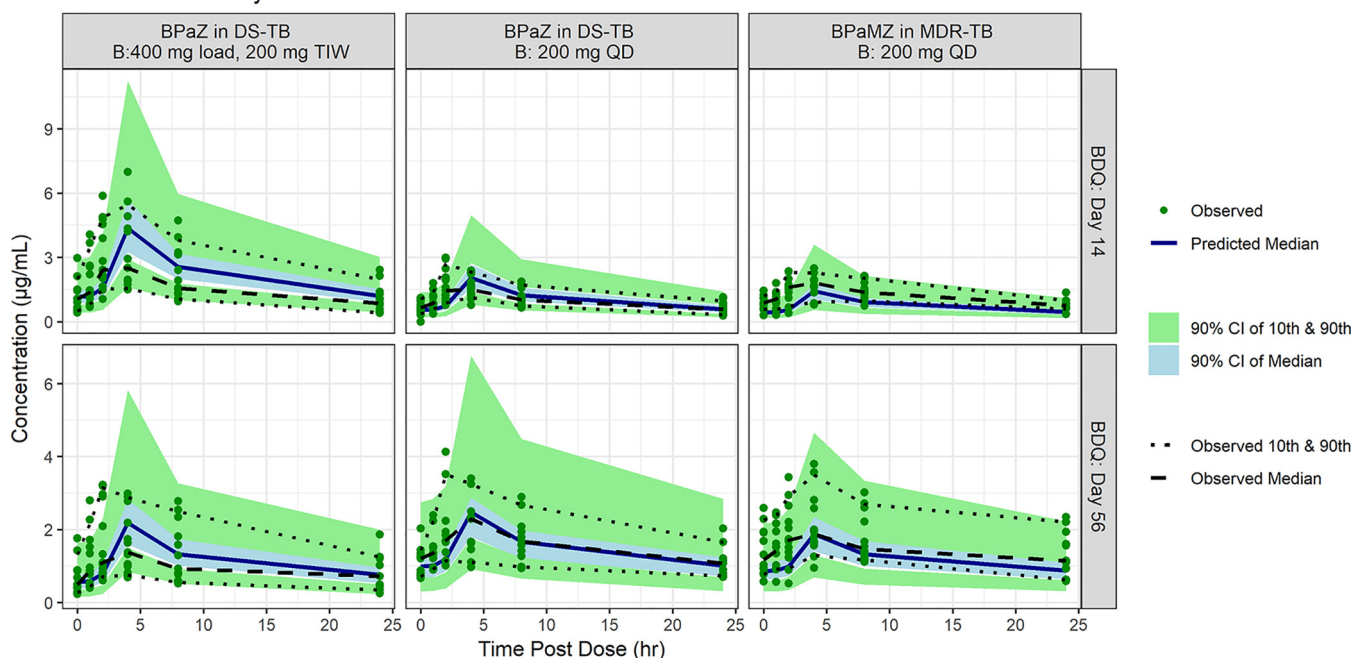 BPaZ in DS-TB
B:400 mg load, 200 mg TIW
BPaZ in DS-TB
B: 200 mg QD
BPaMZ in MDR-TB
B: 200 mg QD
Concentration (µg/mL)
9
6
3
0
BDQ: Day 14
6
4
2
0
BDQ: Day 56
0 5 10 15 20 25
0 5 10 15 20 25
0 5 10 15 20 25
Time Post Dose (hr)
Observed
Predicted Median
90% CI of 10th & 90th
90% CI of Median
Observed 10th & 90th
Observed Median